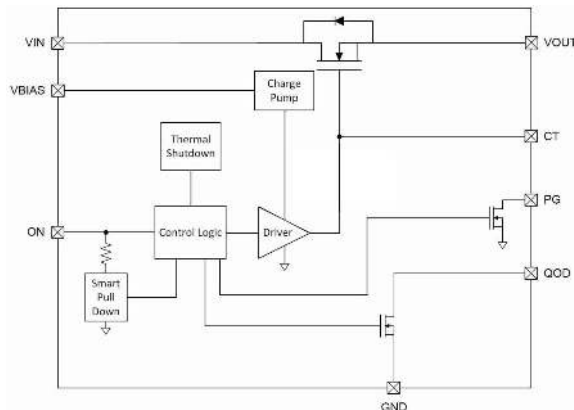 VIN
VOUT
VBIAS
Charge
Pump
CT
Thermal
Shutdown
PG
ON
Control Logic
Driver
QOD
Smart
Pull
Down
GND